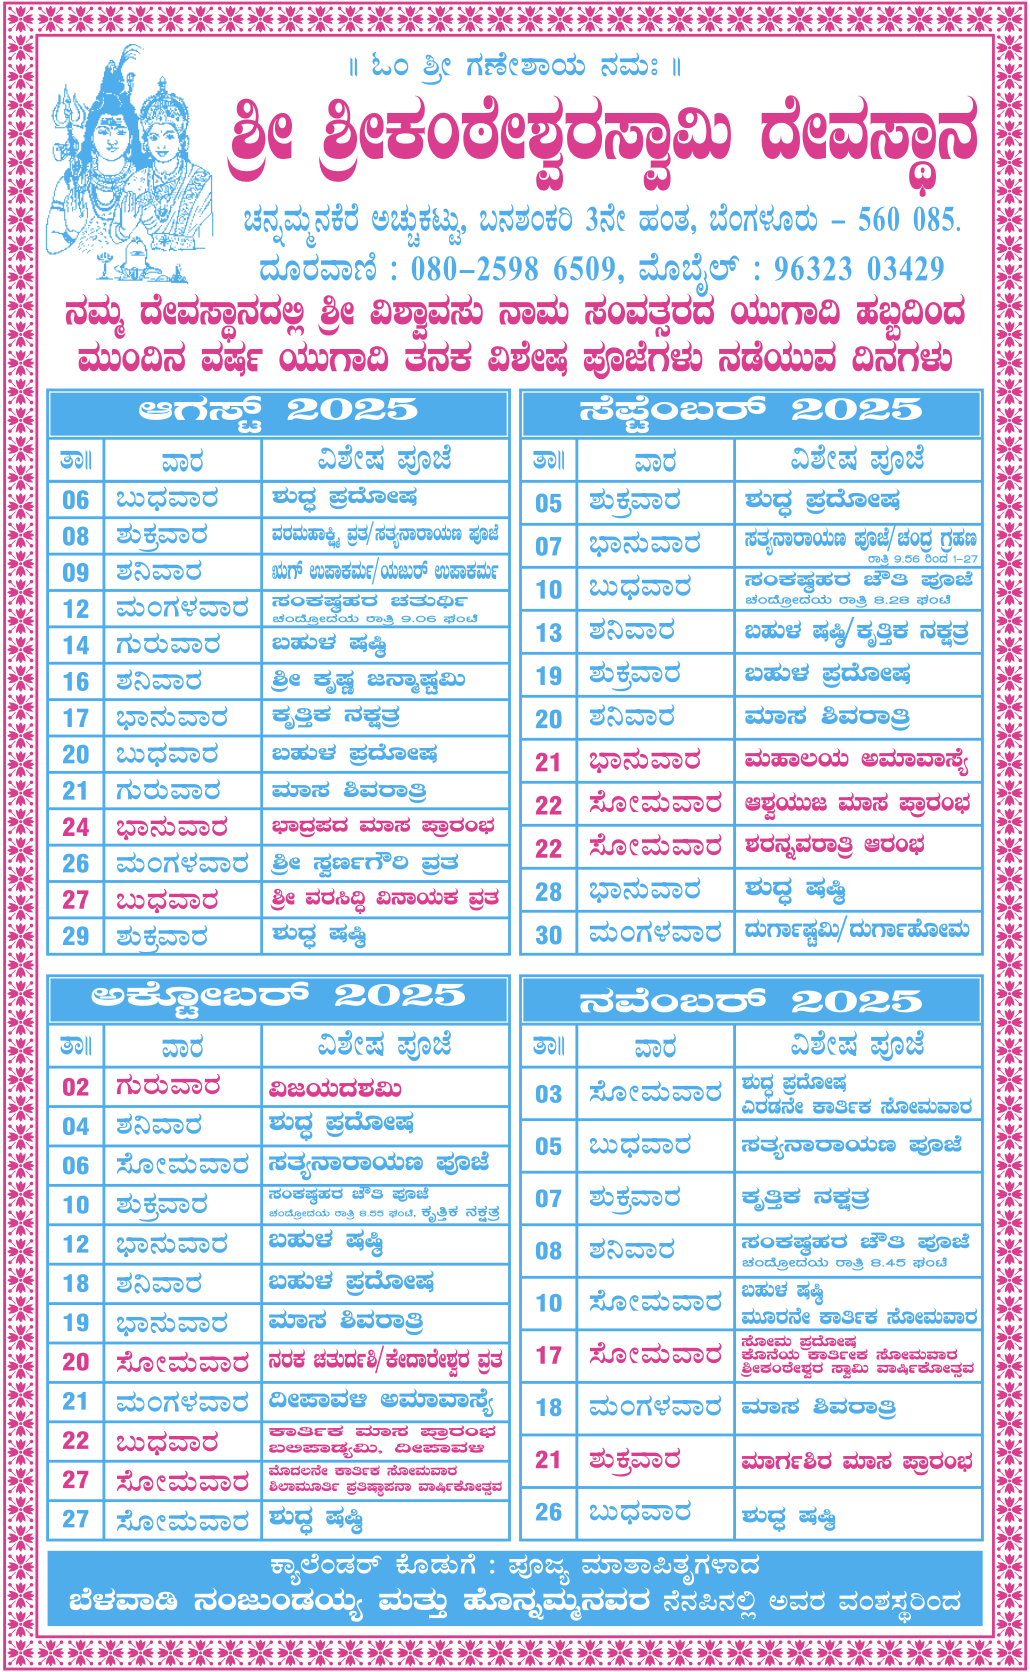 ॥ ಓಂ ಶ್ರೀ ಗಣೇಶಾಯ ನಮಃ ॥
ಶ್ರೀ ಶ್ರೀಕಂಠೇಶ್ವರಸ್ವಾಮಿ ದೇವಸ್ಥಾನ
ಚನ್ನಮ್ಮನಕೆರೆ ಅಚ್ಚುಕಟ್ಟು, ಬನಶಂಕರಿ 3ನೇ ಹಂತ, ಬೆಂಗಳೂರು – 560 085.
ದೂರವಾಣಿ : 080–2598 6509, ಮೊಬೈಲ್ : 96323 03429
ನಮ್ಮ ದೇವಸ್ಥಾನದಲ್ಲಿ ಶ್ರೀ ವಿಶ್ವಾವಸು ನಾಮ ಸಂವತ್ಸರದ ಯುಗಾದಿ ಹಬ್ಬದಿಂದ
ಮುಂದಿನ ವರ್ಷ ಯುಗಾದಿ ತನಕ ವಿಶೇಷ ಪೂಜೆಗಳು ನಡೆಯುವ ದಿನಗಳು
ಆಗಸ್ಟ್ 2025
ತಾ॥ ವಾರ ವಿಶೇಷ ಪೂಜೆ
06 ಬುಧವಾರ ಶುದ್ಧ ಪ್ರದೋಷ
08 ಶುಕ್ರವಾರ ವರಮಹಾಲಕ್ಷ್ಮಿ ವ್ರತ/ಸತ್ಯನಾರಾಯಣ ಪೂಜೆ
09 ಶನಿವಾರ ಋಗ್ ಉಪಾಕರ್ಮ/ಯಜುರ್ ಉಪಾಕರ್ಮ
12 ಮಂಗಳವಾರ ಸಂಕಷ್ಠಹರ ಚತುರ್ಥಿ
ಚಂದ್ರೋದಯ ರಾತ್ರಿ 9.06 ಘಂಟೆ
14 ಗುರುವಾರ ಬಹುಳ ಷಷ್ಠಿ
16 ಶನಿವಾರ ಶ್ರೀ ಕೃಷ್ಣ ಜನ್ಮಾಷ್ಟಮಿ
17 ಭಾನುವಾರ ಕೃತ್ತಿಕ ನಕ್ಷತ್ರ
20 ಬುಧವಾರ ಬಹುಳ ಪ್ರದೋಷ
21 ಗುರುವಾರ ಮಾಸ ಶಿವರಾತ್ರಿ
24 ಭಾನುವಾರ ಭಾದ್ರಪದ ಮಾಸ ಪ್ರಾರಂಭ
26 ಮಂಗಳವಾರ ಶ್ರೀ ಸ್ವರ್ಣಗೌರಿ ವ್ರತ
27 ಬುಧವಾರ ಶ್ರೀ ವರಸಿದ್ಧಿ ವಿನಾಯಕ ವ್ರತ
29 ಶುಕ್ರವಾರ ಶುದ್ಧ ಷಷ್ಠಿ
ಸೆಪ್ಟೆಂಬರ್ 2025
ತಾ॥ ವಾರ ವಿಶೇಷ ಪೂಜೆ
05 ಶುಕ್ರವಾರ ಶುದ್ಧ ಪ್ರದೋಷ
07 ಭಾನುವಾರ ಸತ್ಯನಾರಾಯಣ ಪೂಜೆ/ಚಂದ್ರ ಗ್ರಹಣ
ರಾತ್ರಿ 9.56 ರಿಂದ 1-27
10 ಬುಧವಾರ ಸಂಕಷ್ಠಹರ ಚೌತಿ ಪೂಜೆ
ಚಂದ್ರೋದಯ ರಾತ್ರಿ 8.28 ಘಂಟೆ
13 ಶನಿವಾರ ಬಹುಳ ಷಷ್ಠಿ/ಕೃತ್ತಿಕ ನಕ್ಷತ್ರ
19 ಶುಕ್ರವಾರ ಬಹುಳ ಪ್ರದೋಷ
20 ಶನಿವಾರ ಮಾಸ ಶಿವರಾತ್ರಿ
21 ಭಾನುವಾರ ಮಹಾಲಯ ಅಮಾವಾಸ್ಯೆ
22 ಸೋಮವಾರ ಆಶ್ವಯುಜ ಮಾಸ ಪ್ರಾರಂಭ
22 ಸೋಮವಾರ ಶರನ್ನವರಾತ್ರಿ ಆರಂಭ
28 ಭಾನುವಾರ ಶುದ್ಧ ಷಷ್ಠಿ
30 ಮಂಗಳವಾರ ದುರ್ಗಾಷ್ಟಮಿ/ದುರ್ಗಾಹೋಮ
ಅಕ್ಟೋಬರ್ 2025
ತಾ॥ ವಾರ ವಿಶೇಷ ಪೂಜೆ
02 ಗುರುವಾರ ವಿಜಯದಶಮಿ
04 ಶನಿವಾರ ಶುದ್ಧ ಪ್ರದೋಷ
06 ಸೋಮವಾರ ಸತ್ಯನಾರಾಯಣ ಪೂಜೆ
10 ಶುಕ್ರವಾರ ಸಂಕಷ್ಠಹರ ಚೌತಿ ಪೂಜೆ
ಚಂದ್ರೋದಯ ರಾತ್ರಿ 8.55 ಘಂಟೆ, ಕೃತ್ತಿಕ ನಕ್ಷತ್ರ
12 ಭಾನುವಾರ ಬಹುಳ ಷಷ್ಠಿ
18 ಶನಿವಾರ ಬಹುಳ ಪ್ರದೋಷ
19 ಭಾನುವಾರ ಮಾಸ ಶಿವರಾತ್ರಿ
20 ಸೋಮವಾರ ನರಕ ಚತುರ್ದಶಿ/ಕೇದಾರೇಶ್ವರ ವ್ರತ
21 ಮಂಗಳವಾರ ದೀಪಾವಳಿ ಅಮಾವಾಸ್ಯೆ
22 ಬುಧವಾರ ಕಾರ್ತಿಕ ಮಾಸ ಪ್ರಾರಂಭ
ಬಲಿಪಾಡ್ಯಮಿ, ದೀಪಾವಳಿ
27 ಸೋಮವಾರ ಮೊದಲನೇ ಕಾರ್ತಿಕ ಸೋಮವಾರ
ಶಿಲಾಮೂರ್ತಿ ಪ್ರತಿಷ್ಠಾಪನಾ ವಾರ್ಷಿಕೋತ್ಸವ
27 ಸೋಮವಾರ ಶುದ್ಧ ಷಷ್ಠಿ
ನವೆಂಬರ್ 2025
ತಾ॥ ವಾರ ವಿಶೇಷ ಪೂಜೆ
03 ಸೋಮವಾರ ಶುದ್ಧ ಪ್ರದೋಷ
ಎರಡನೇ ಕಾರ್ತಿಕ ಸೋಮವಾರ
05 ಬುಧವಾರ ಸತ್ಯನಾರಾಯಣ ಪೂಜೆ
07 ಶುಕ್ರವಾರ ಕೃತ್ತಿಕ ನಕ್ಷತ್ರ
08 ಶನಿವಾರ ಸಂಕಷ್ಠಹರ ಚೌತಿ ಪೂಜೆ
ಚಂದ್ರೋದಯ ರಾತ್ರಿ 8.45 ಘಂಟೆ
10 ಸೋಮವಾರ ಬಹುಳ ಷಷ್ಠಿ
ಮೂರನೇ ಕಾರ್ತಿಕ ಸೋಮವಾರ
17 ಸೋಮವಾರ ಸೋಮ ಪ್ರದೋಷ
ಕೊನೆಯ ಕಾರ್ತೀಕ ಸೋಮವಾರ
ಶ್ರೀಕಂಠೇಶ್ವರ ಸ್ವಾಮಿ ವಾರ್ಷಿಕೋತ್ಸವ
18 ಮಂಗಳವಾರ ಮಾಸ ಶಿವರಾತ್ರಿ
21 ಶುಕ್ರವಾರ ಮಾರ್ಗಶಿರ ಮಾಸ ಪ್ರಾರಂಭ
26 ಬುಧವಾರ ಶುದ್ಧ ಷಷ್ಠಿ
ಕ್ಯಾಲೆಂಡರ್ ಕೊಡುಗೆ : ಪೂಜ್ಯ ಮಾತಾಪಿತೃಗಳಾದ
ಬೆಳವಾಡಿ ನಂಜುಂಡಯ್ಯ ಮತ್ತು ಹೊನ್ನಮ್ಮನವರ ನೆನಪಿನಲ್ಲಿ ಅವರ ವಂಶಸ್ಥರಿಂದ